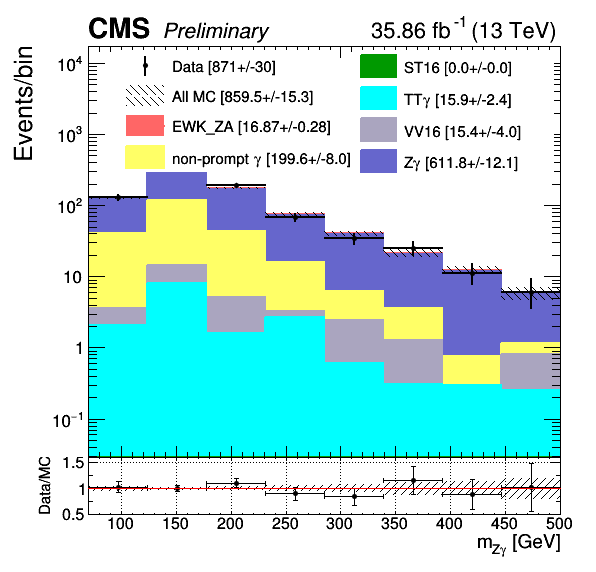 CMS Preliminary 35.86 fb⁻¹ (13 TeV)
Events/bin
Data [871+/-30]
All MC [859.5+/-15.3]
EWK_ZA [16.87+/-0.28]
non-prompt γ [199.6+/-8.0]
ST16 [0.0+/-0.0]
TTγ [15.9+/-2.4]
VV16 [15.4+/-4.0]
Zγ [611.8+/-12.1]
10⁴
10³
10²
10
1
10⁻¹
Data/MC
1.5
1
0.5
100 150 200 250 300 350 400 450 500
m_Zγ [GeV]